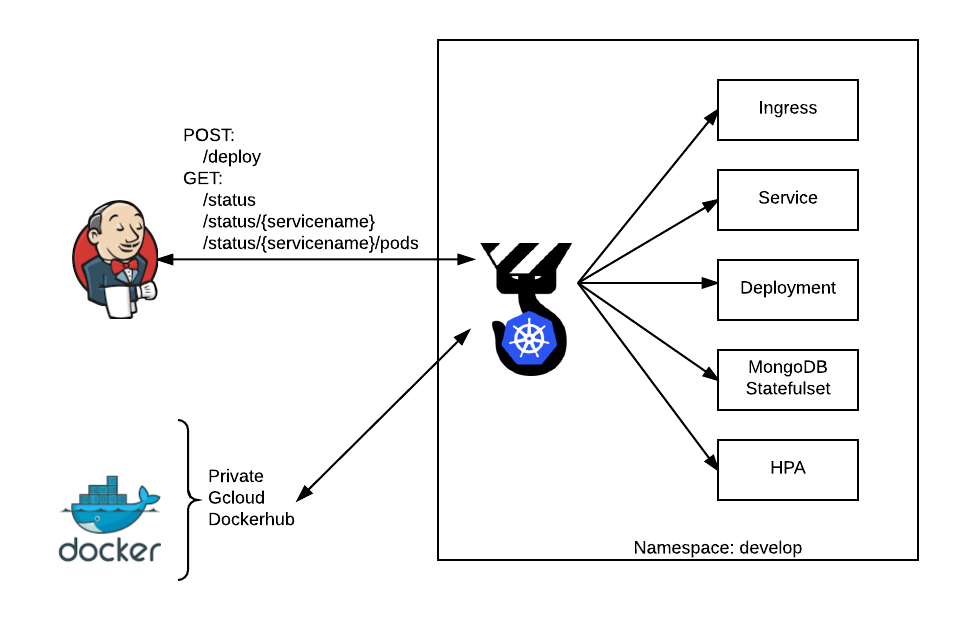 POST:
/deploy
GET:
/status
/status/{servicename}
/status/{servicename}/pods
Private
Gcloud
Dockerhub
docker
Ingress
Service
Deployment
MongoDB
Statefulset
HPA
Namespace: develop